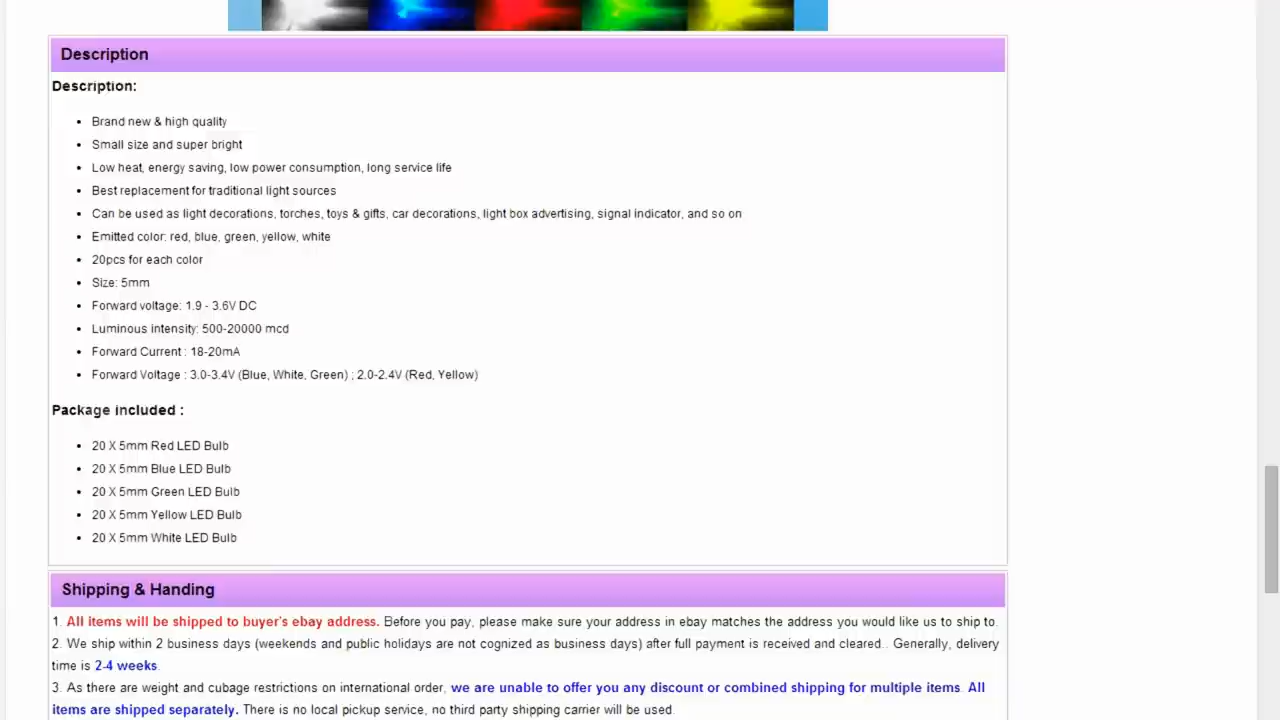 Description
Description:
Brand new & high quality
Small size and super bright
Low heat, energy saving, low power consumption, long service life
Best replacement for traditional light sources
Can be used as light decorations, torches, toys & gifts, car decorations, light box advertising, signal indicator, and so on
Emitted color: red, blue, green, yellow, white
20pcs for each color
Size: 5mm
Forward voltage: 1.9 - 3.6V DC
Luminous intensity: 500-20000 mcd
Forward Current : 18-20mA
Forward Voltage : 3.0-3.4V (Blue, White, Green) ; 2.0-2.4V (Red, Yellow)
Package included :
20 X 5mm Red LED Bulb
20 X 5mm Blue LED Bulb
20 X 5mm Green LED Bulb
20 X 5mm Yellow LED Bulb
20 X 5mm White LED Bulb
Shipping & Handing
1. All items will be shipped to buyer's ebay address. Before you pay, please make sure your address in ebay matches the address you would like us to ship to.
2. We ship within 2 business days (weekends and public holidays are not cognized as business days) after full payment is received and cleared.. Generally, delivery
time is 2-4 weeks.
3. As there are weight and cubage restrictions on international order, we are unable to offer you any discount or combined shipping for multiple items. All
items are shipped separately. There is no local pickup service, no third party shipping carrier will be used.